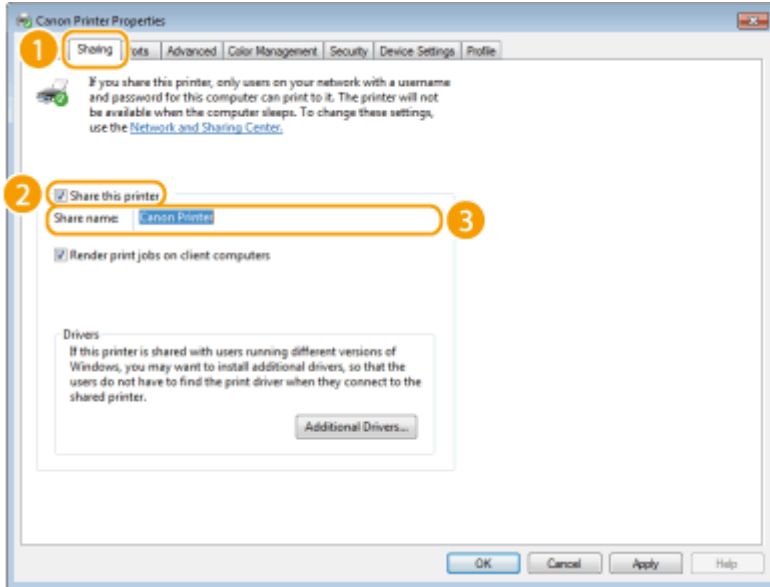 Canon Printer Properties
1
Sharing Advanced Color Management Security Device Settings Profile
If you share this printer, only users on your network with a username
and password for this computer can print to it. The printer will not
be available when the computer sleeps. To change these settings,
use the Network and Sharing Center.
2
Share this printer
Share name:
Canon Printer
3
Render print jobs on client computers
Drivers
If this printer is shared with users running different versions of
Windows, you may want to install additional drivers, so that the
users do not have to find the print driver when they connect to the
shared printer.
Additional Drivers...
OK Cancel Apply Help